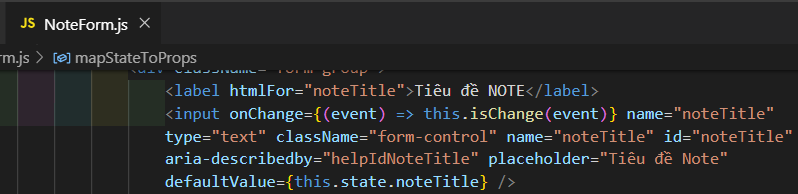 JS NoteForm.js ×
rm.js > mapStateToProps
<div className="form-group">
<label htmlFor="noteTitle">Tiêu đề NOTE</label>
<input onChange={(event) => this.isChange(event)} name="noteTitle"
type="text" className="form-control" name="noteTitle" id="noteTitle"
aria-describedby="helpIdNoteTitle" placeholder="Tiêu đề Note"
defaultValue={this.state.noteTitle} />